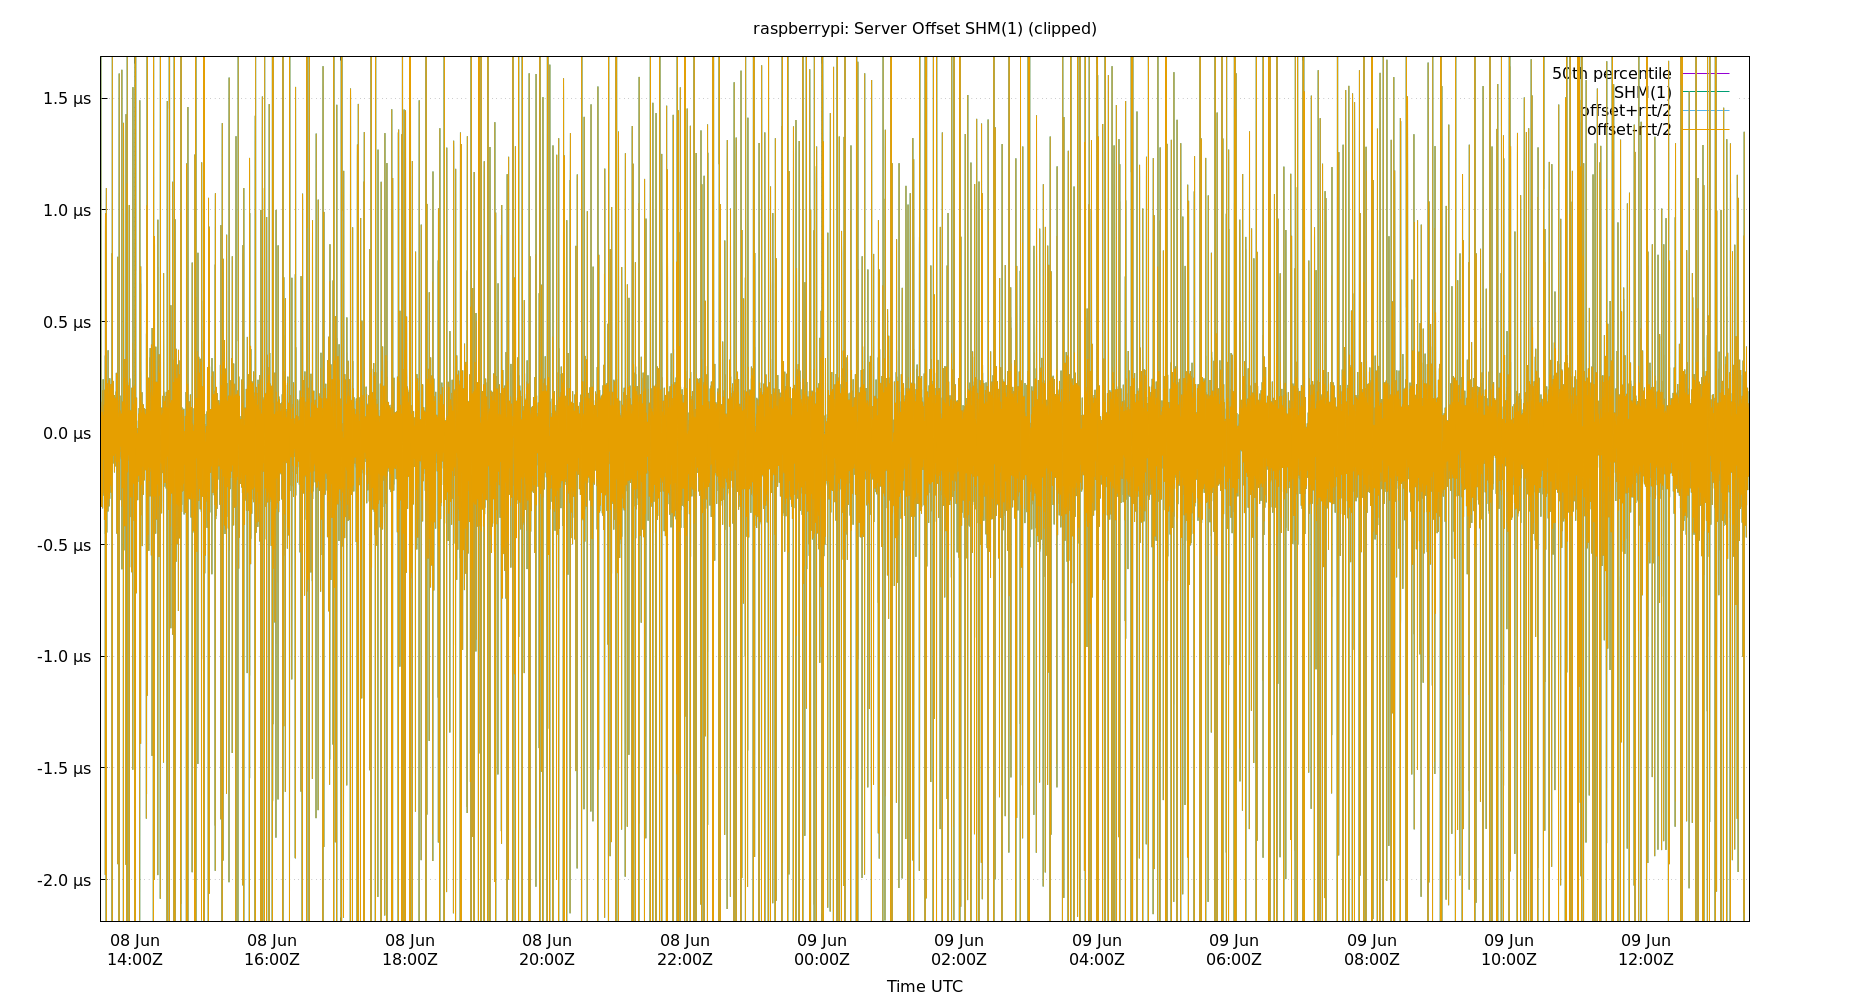 raspberrypi: Server Offset SHM(1) (clipped)
50th percentile
SHM(1)
offset+rtt/2
offset-rtt/2
1.5 µs
1.0 µs
0.5 µs
0.0 µs
-0.5 µs
-1.0 µs
-1.5 µs
-2.0 µs
08 Jun 08 Jun 08 Jun 08 Jun 08 Jun 09 Jun 09 Jun 09 Jun 09 Jun 09 Jun 09 Jun 09 Jun
14:00Z 16:00Z 18:00Z 20:00Z 22:00Z 00:00Z 02:00Z 04:00Z 06:00Z 08:00Z 10:00Z 12:00Z
Time UTC